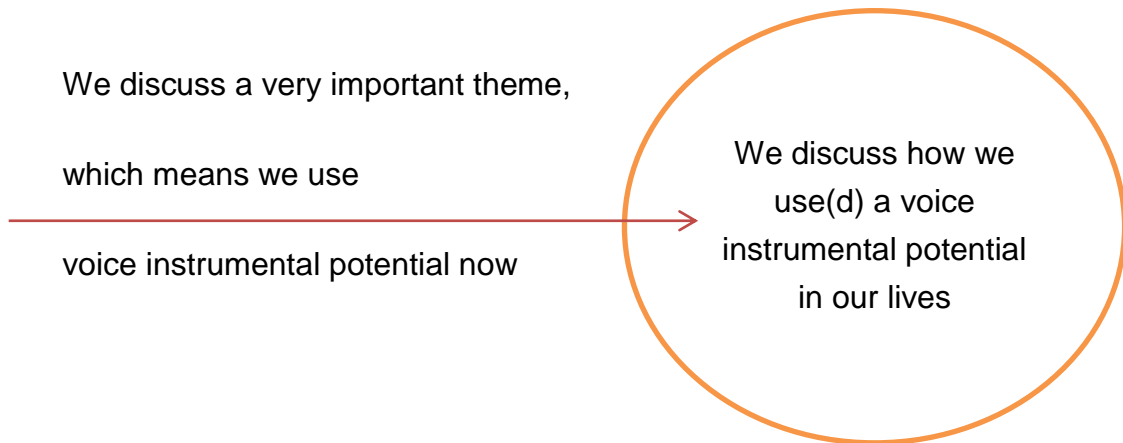 We discuss a very important theme,
which means we use
voice instrumental potential now
We discuss how we
use(d) a voice
instrumental potential
in our lives